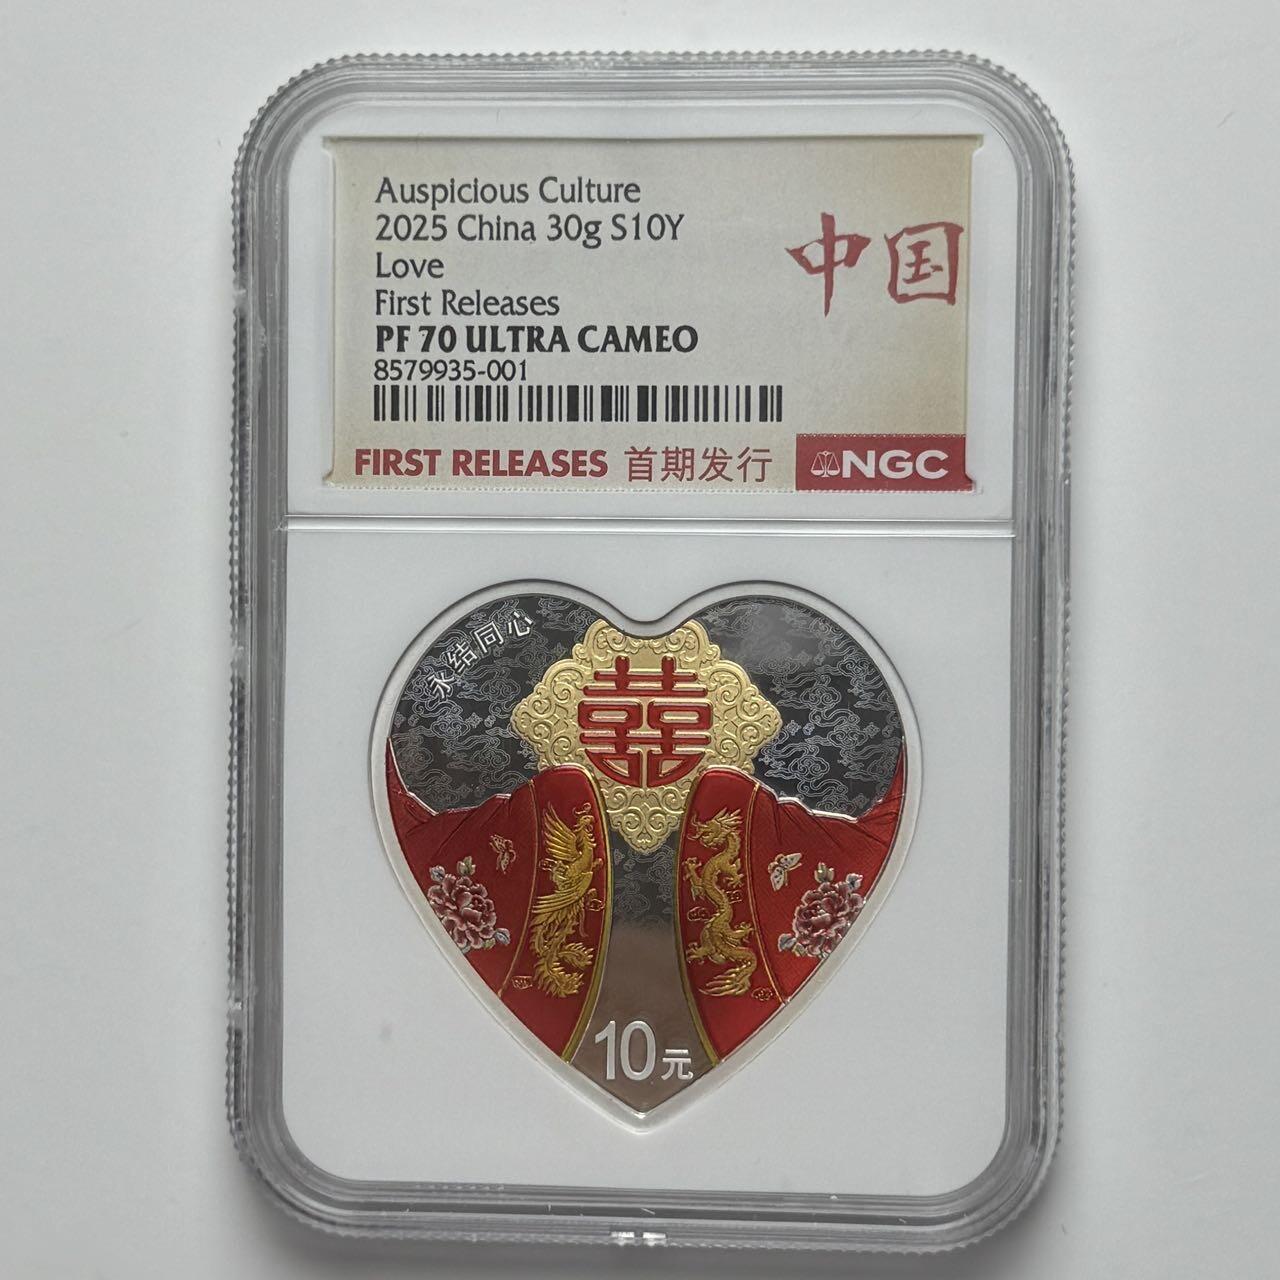 Auspicious Culture
2025 China 30g S10Y
Love
First Releases
PF 70 ULTRA CAMEO
8579935-001
中国
FIRST RELEASES 首期发行
NGC
永结同心
囍
10元